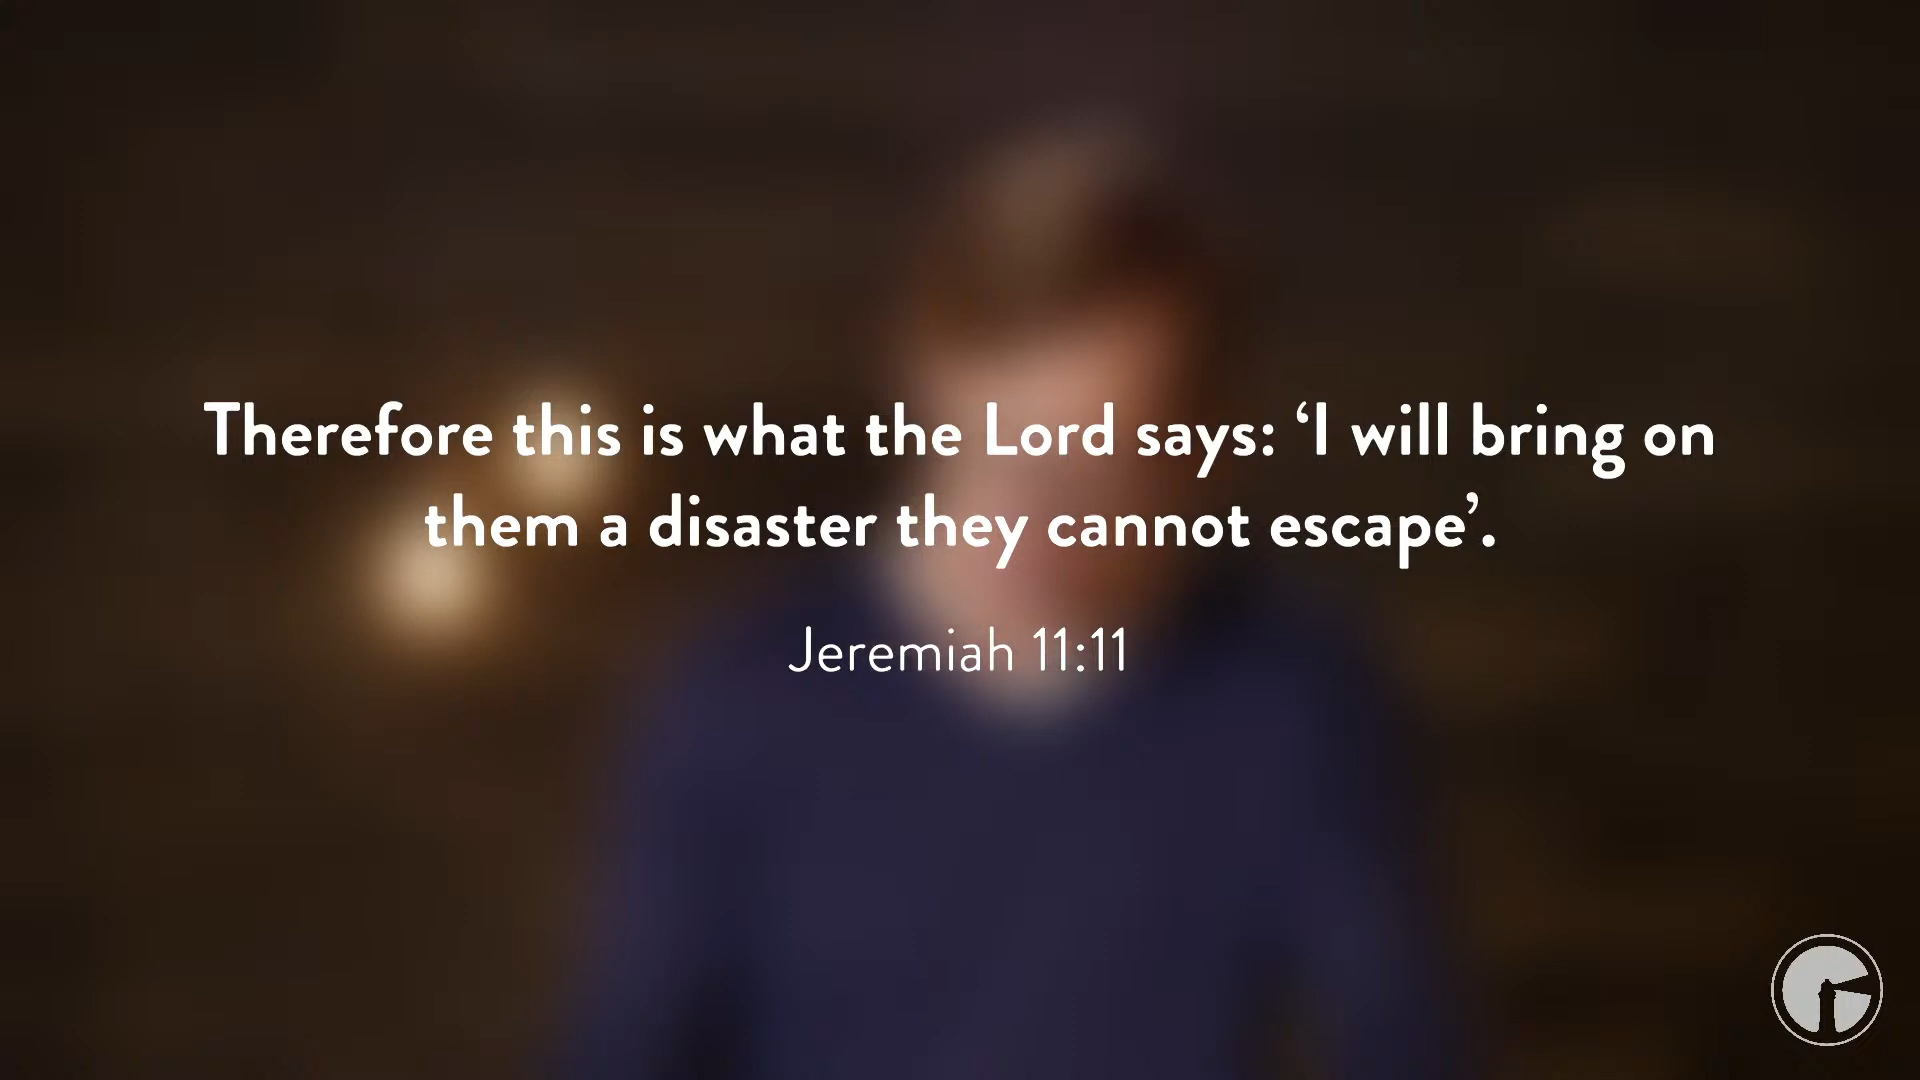 Therefore this is what the Lord says: ‘I will bring on
them a disaster they cannot escape’.
Jeremiah 11:11